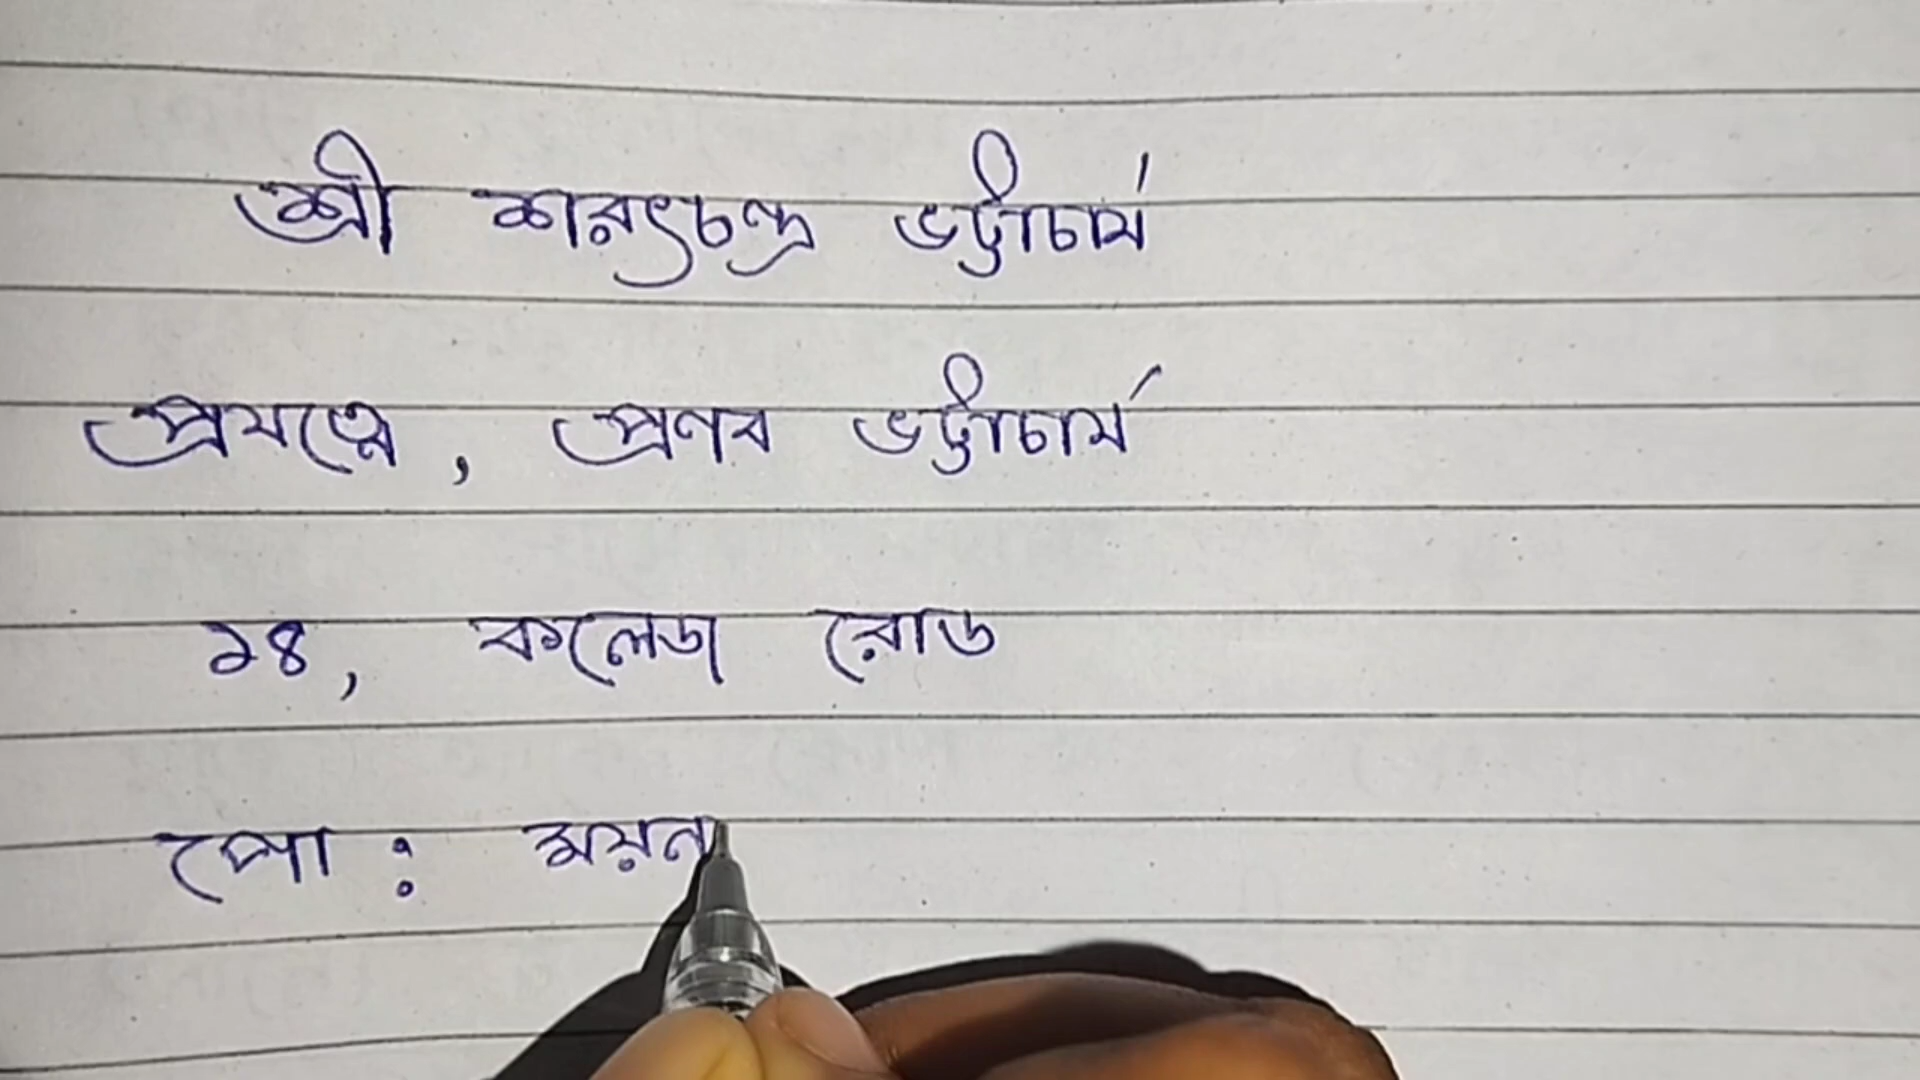 শ্রী শরৎচন্দ্র ভট্টাচার্য
প্রযত্নে, প্রণব ভট্টাচার্য
১৪, কলেজ রোড
পো : ময়ন